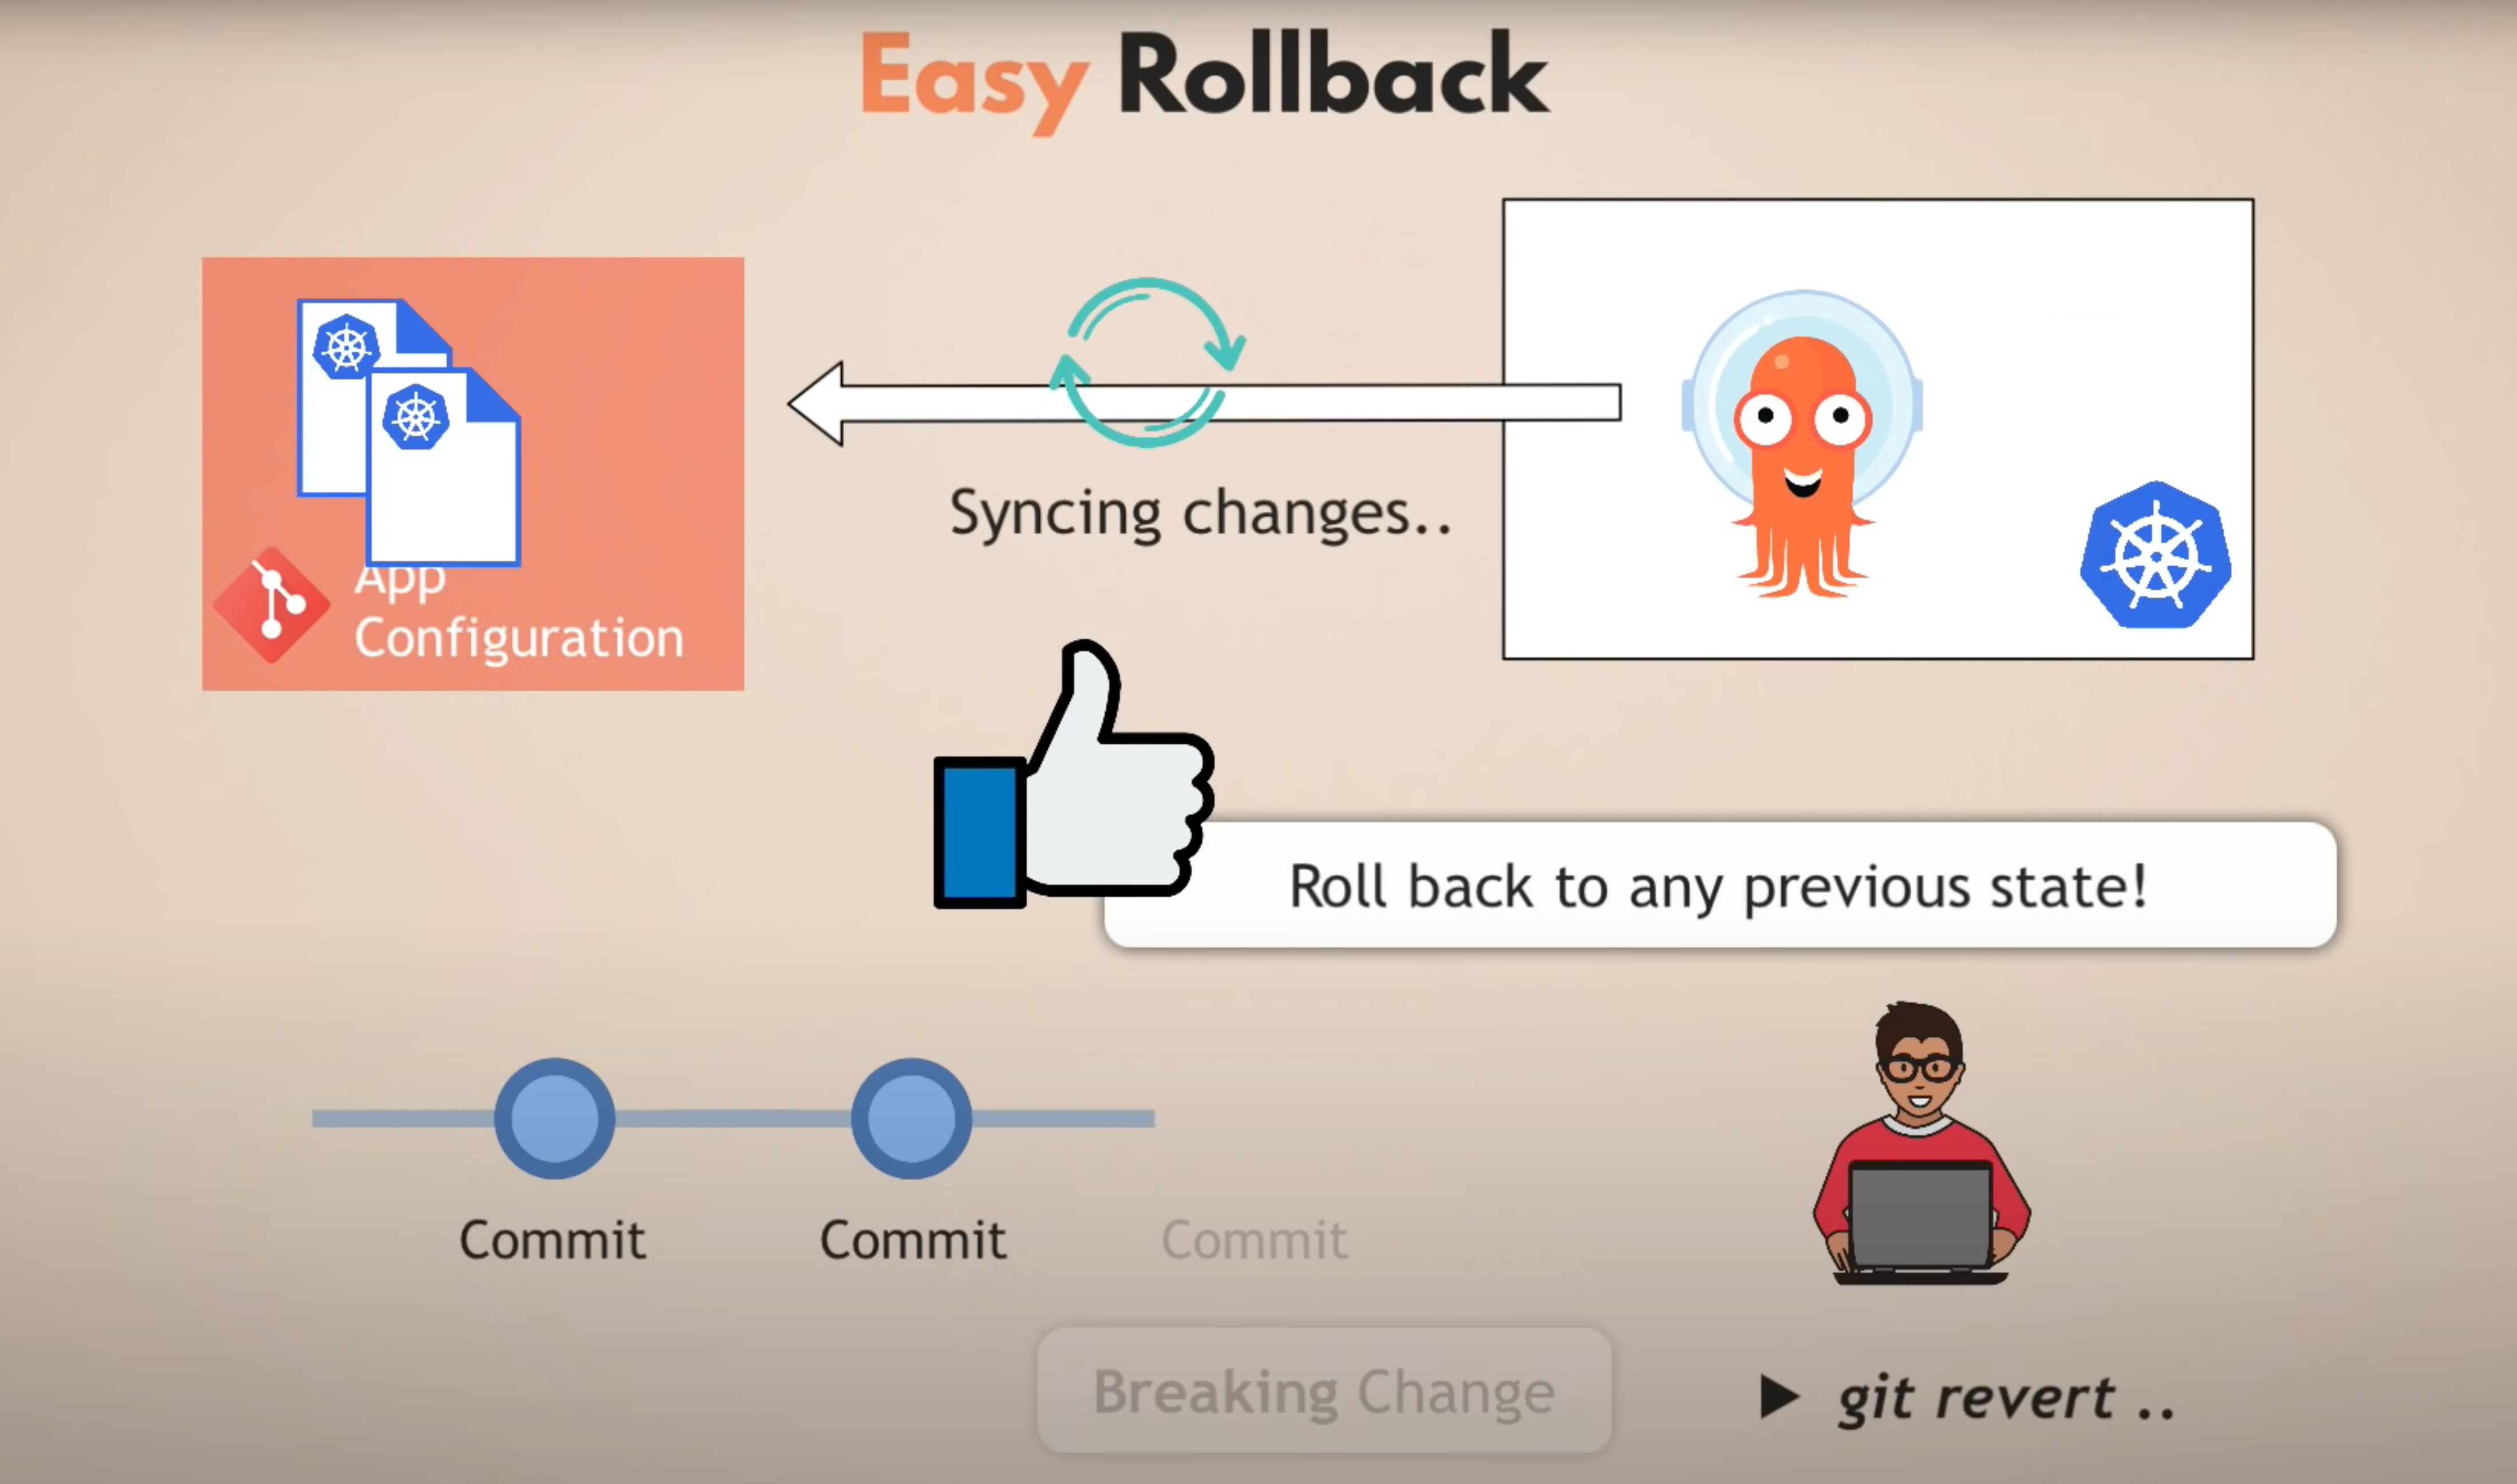 Easy Rollback
Syncing changes..
App
Configuration
Roll back to any previous state!
Commit
Commit
Commit
Breaking Change
git revert ..